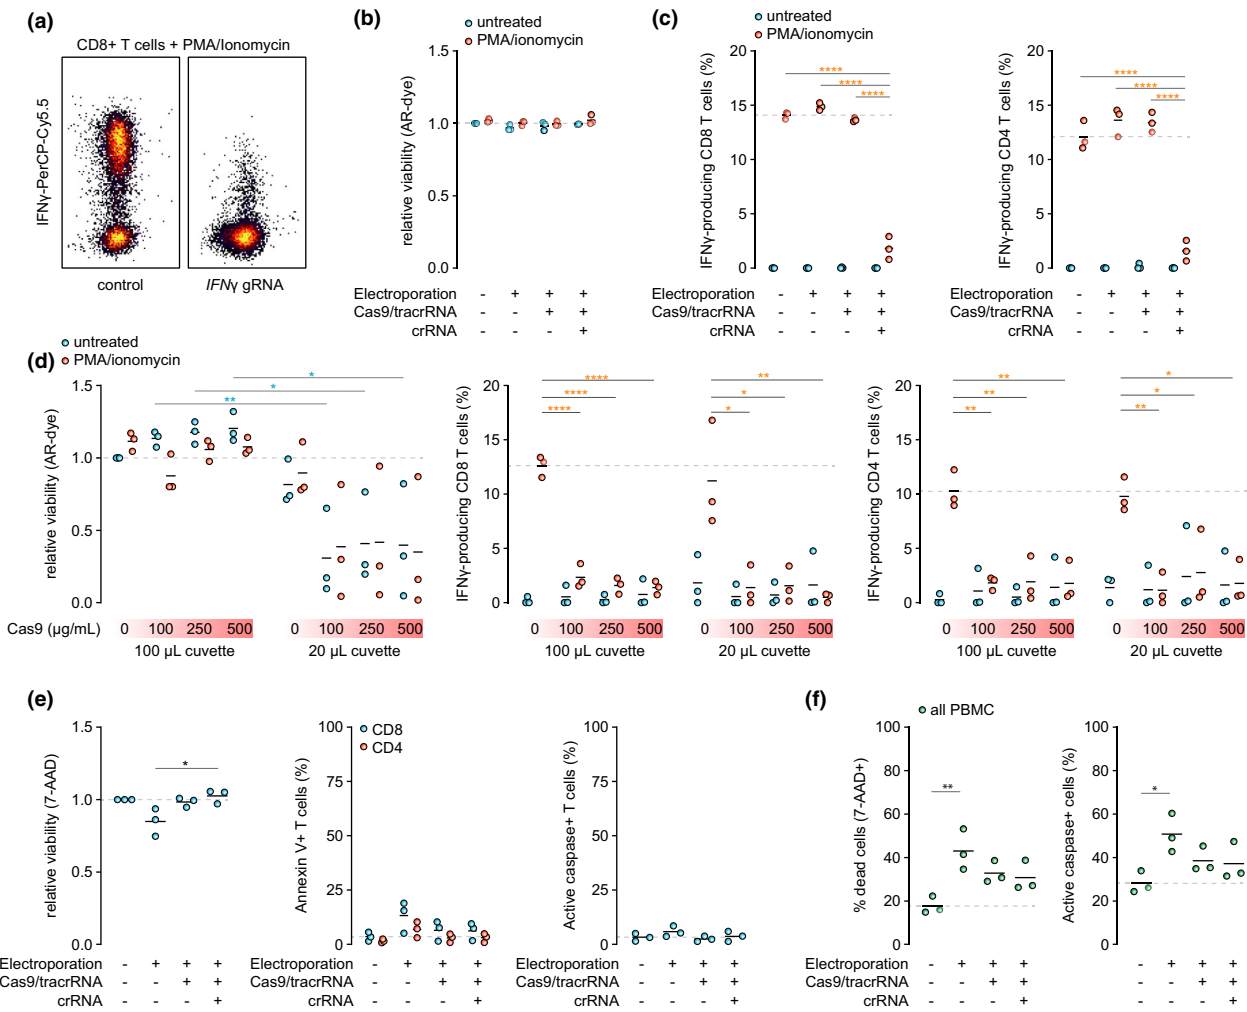 (a)
CD8+ T cells + PMA/Ionomycin
IFNγ-PerCP-Cy5.5
control
IFNγ gRNA
(b)
untreated
PMA/ionomycin
relative viability (AR-dye)
1.5
1.0
0.5
0.0
Electroporation - + + +
Cas9/tracrRNA - - + +
crRNA - - - +
(c)
untreated
PMA/ionomycin
IFNγ-producing CD8 T cells (%)
20
15
10
5
0
****
****
****
Electroporation - + + +
Cas9/tracrRNA - - + +
crRNA - - - +
IFNγ-producing CD4 T cells (%)
20
15
10
5
0
****
****
****
- + + +
- - + +
- - - +
(d)
untreated
PMA/ionomycin
relative viability (AR-dye)
1.5
1.0
0.5
0.0
*
*
**
Cas9 (µg/mL) 0 100 250 500 0 100 250 500
100 µL cuvette 20 µL cuvette
IFNγ-producing CD8 T cells (%)
20
15
10
5
0
****
****
****
**
*
*
0 100 250 500 0 100 250 500
100 µL cuvette 20 µL cuvette
IFNγ-producing CD4 T cells (%)
20
15
10
5
0
**
**
**
*
*
**
0 100 250 500 0 100 250 500
100 µL cuvette 20 µL cuvette
(e)
relative viability (7-AAD)
1.5
1.0
0.5
0.0
*
Electroporation - + + +
Cas9/tracrRNA - - + +
crRNA - - - +
CD8
CD4
Annexin V+ T cells (%)
100
75
50
25
0
Electroporation - + + +
Cas9/tracrRNA - - + +
crRNA - - - +
Active caspase+ T cells (%)
100
75
50
25
0
Electroporation - + + +
Cas9/tracrRNA - - + +
crRNA - - - +
(f)
all PBMC
% dead cells (7-AAD+)
100
80
60
40
20
0
**
Electroporation - + + +
Cas9/tracrRNA - - + +
crRNA - - - +
Active caspase+ cells (%)
100
80
60
40
20
0
*
- + + +
- - + +
- - - +